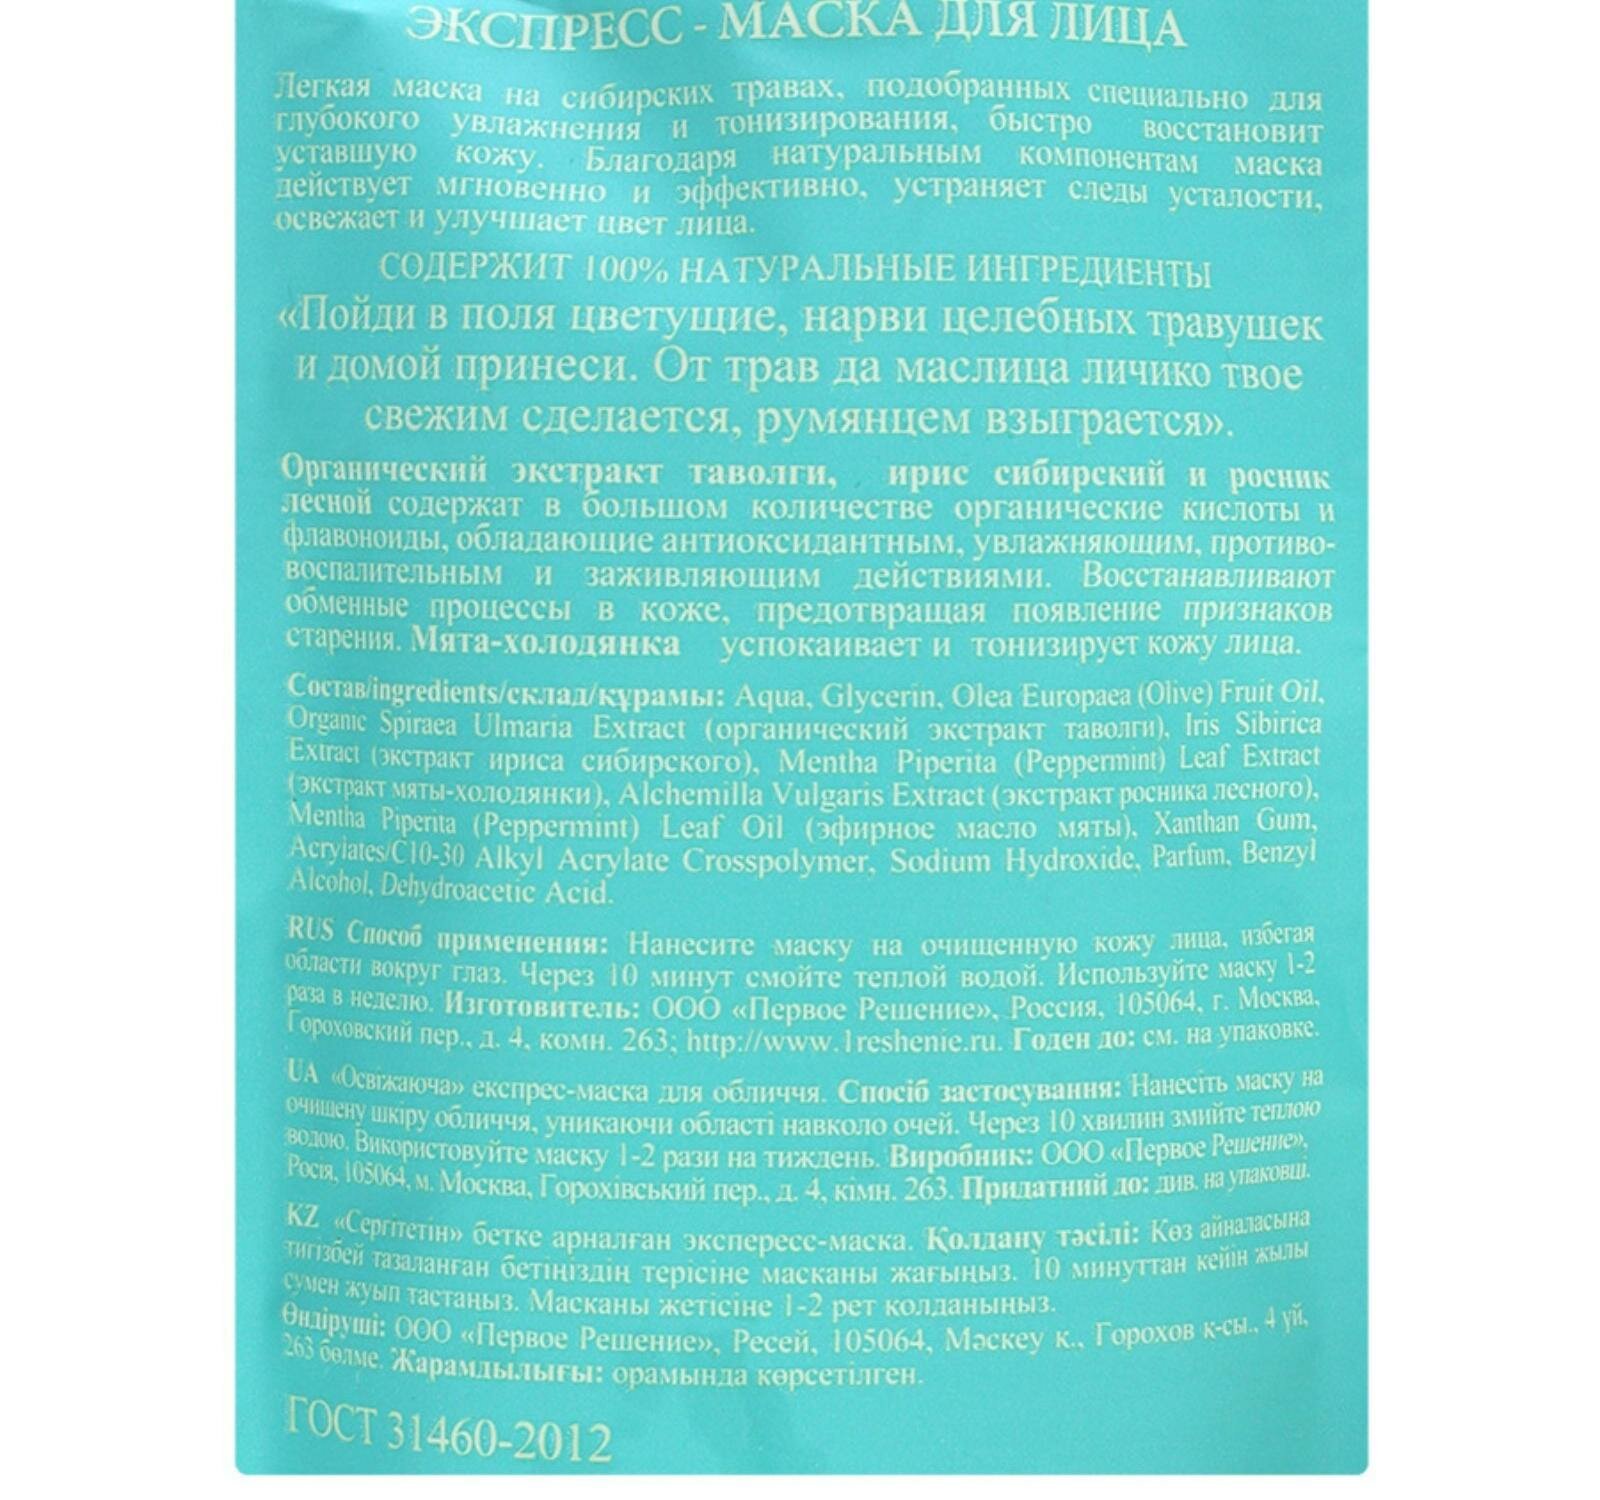 ЭКСПРЕСС - МАСКА ДЛЯ ЛИЦА
Легкая маска на сибирских травах, подобранных специально для
глубокого увлажнения и тонизирования, быстро восстановит
уставшую кожу. Благодаря натуральным компонентам маска
действует мгновенно и эффективно, устраняет следы усталости,
освежает и улучшает цвет лица.
СОДЕРЖИТ 100% НАТУРАЛЬНЫЕ ИНГРЕДИЕНТЫ
«Пойди в поля цветущие, нарви целебных травушек
и домой принеси. От трав да маслица личико твое
свежим сделается, румянцем взыграется».
Органический экстракт таволги, ирис сибирский и росник
лесной содержат в большом количестве органические кислоты и
флавоноиды, обладающие антиоксидантным, увлажняющим, противо-
воспалительным и заживляющим действиями. Восстанавливают
обменные процессы в коже, предотвращая появление признаков
старения. Мята-холодянка успокаивает и тонизирует кожу лица.
Состав/ingredients/склад/құрамы: Aqua, Glycerin, Olea Europaea (Olive) Fruit Oil,
Organic Spiraea Ulmaria Extract (органический экстракт таволги), Iris Sibirica
Extract (экстракт ириса сибирского), Mentha Piperita (Peppermint) Leaf Extract
(экстракт мяты-холодянки), Alchemilla Vulgaris Extract (экстракт росника лесного),
Mentha Piperita (Peppermint) Leaf Oil (эфирное масло мяты), Xanthan Gum,
Acrylates/C10-30 Alkyl Acrylate Crosspolymer, Sodium Hydroxide, Parfum, Benzyl
Alcohol, Dehydroacetic Acid.
RUS Способ применения: Нанесите маску на очищенную кожу лица, избегая
области вокруг глаз. Через 10 минут смойте теплой водой. Используйте маску 1-2
раза в неделю. Изготовитель: ООО «Первое Решение», Россия, 105064, г. Москва,
Гороховский пер., д. 4, комн. 263; http://www.1reshenie.ru. Годен до: см. на упаковке.
UA «Освіжаюча» експрес-маска для обличчя. Спосіб застосування: Нанесіть маску на
очищену шкіру обличчя, уникаючи області навколо очей. Через 10 хвилин змийте теплою
водою. Використовуйте маску 1-2 рази на тиждень. Виробник: ООО «Первое Решение»,
Росія, 105064, м. Москва, Горохівський пер., д. 4, кімн. 263. Придатний до: див. на упаковці.
KZ «Сергітетін» бетке арналған экспересс-маска. Қолдану тәсілі: Көз айналасына
тигізбей тазаланған бетіңіздің терісіне масканы жағыңыз. 10 минуттан кейін жылы
сумен жуып тастаңыз. Масканы жетісіне 1-2 рет қолданыңыз.
Өндіруші: ООО «Первое Решение», Ресей, 105064, Мәскеу қ., Горохов к-сы., 4 үй,
263 бөлме. Жарамдылығы: орамында көрсетілген.
ГОСТ 31460-2012